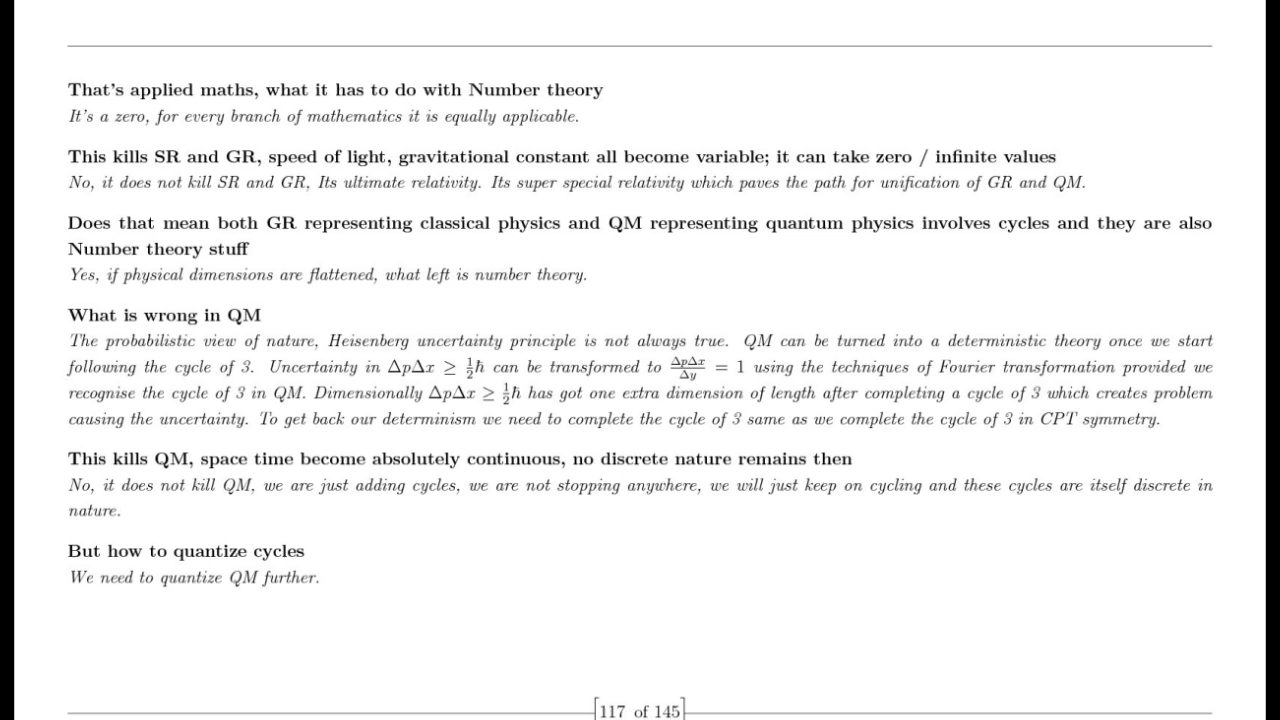 That's applied maths, what it has to do with Number theory
It's a zero, for every branch of mathematics it is equally applicable.
This kills SR and GR, speed of light, gravitational constant all become variable; it can take zero / infinite values
No, it does not kill SR and GR, Its ultimate relativity. Its super special relativity which paves the path for unification of GR and QM.
Does that mean both GR representing classical physics and QM representing quantum physics involves cycles and they are also
Number theory stuff
Yes, if physical dimensions are flattened, what left is number theory.
What is wrong in QM
The probabilistic view of nature, Heisenberg uncertainty principle is not always true. QM can be turned into a deterministic theory once we start
following the cycle of 3. Uncertainty in ΔpΔx ≥ ½ℏ can be transformed to ΔpΔx/Δy = 1 using the techniques of Fourier transformation provided we
recognise the cycle of 3 in QM. Dimensionally ΔpΔx ≥ ½ℏ has got one extra dimension of length after completing a cycle of 3 which creates problem
causing the uncertainty. To get back our determinism we need to complete the cycle of 3 same as we complete the cycle of 3 in CPT symmetry.
This kills QM, space time become absolutely continuous, no discrete nature remains then
No, it does not kill QM, we are just adding cycles, we are not stopping anywhere, we will just keep on cycling and these cycles are itself discrete in
nature.
But how to quantize cycles
We need to quantize QM further.
[117 of 145]